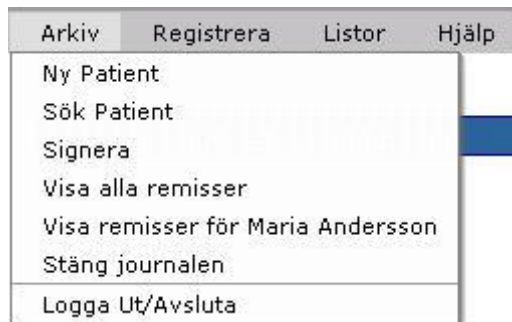 Arkiv Registrera Listor Hjälp
Ny Patient
Sök Patient
Signera
Visa alla remisser
Visa remisser för Maria Andersson
Stäng journalen
Logga Ut/Avsluta